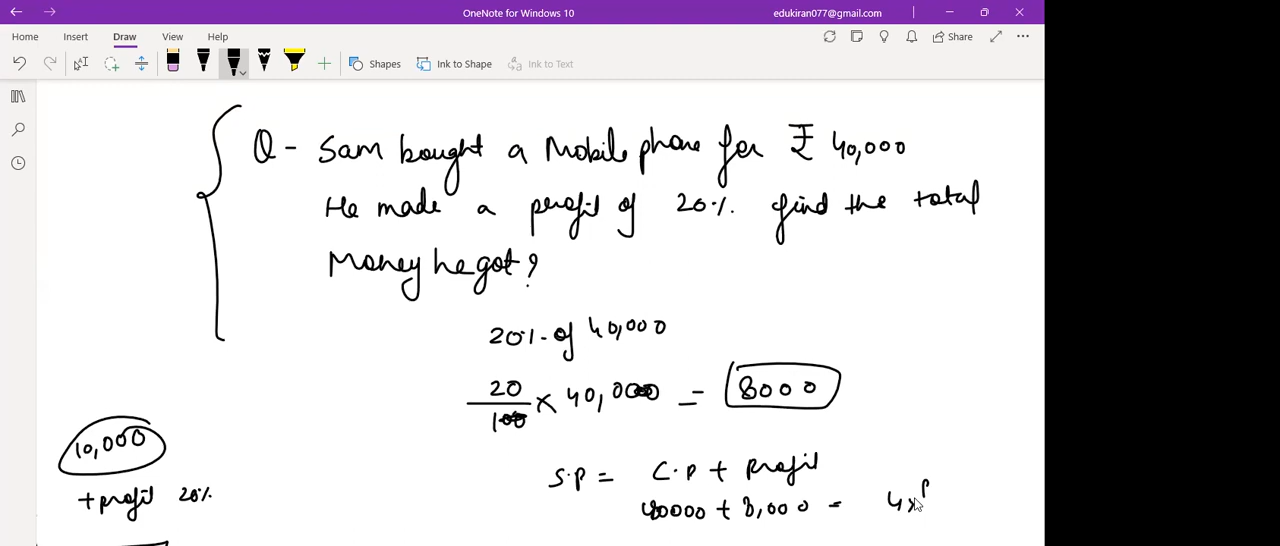 OneNote for Windows 10
edukiran077@gmail.com
Home Insert Draw View Help
Share
Shapes Ink to Shape Ink to Text
Q - Sam bought a Mobile phone for ₹ 40,000
He made a profit of 20%. find the total
Money he got?
20% of 40,000
20/100 × 40,000 = 8000
10,000
+ profit 20%
S.P = C.P + Profit
40000 + 8,000 =